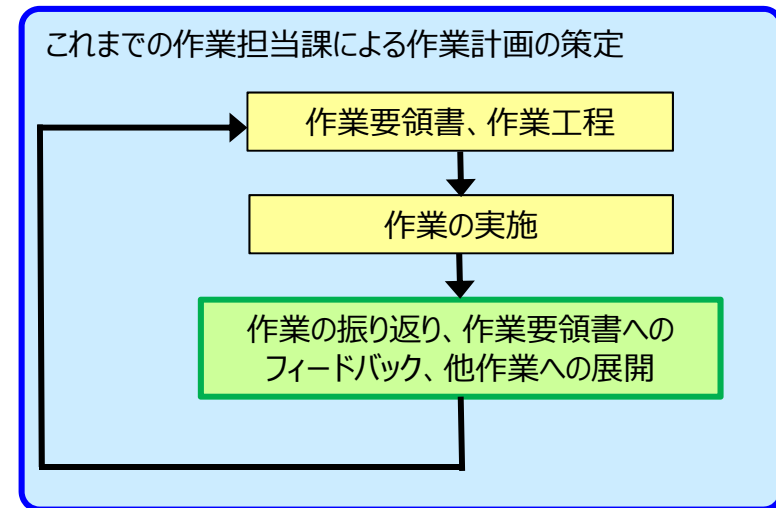 これまでの作業担当課による作業計画の策定
作業要領書、作業工程
作業の実施
作業の振り返り、作業要領書への
フィードバック、他作業への展開